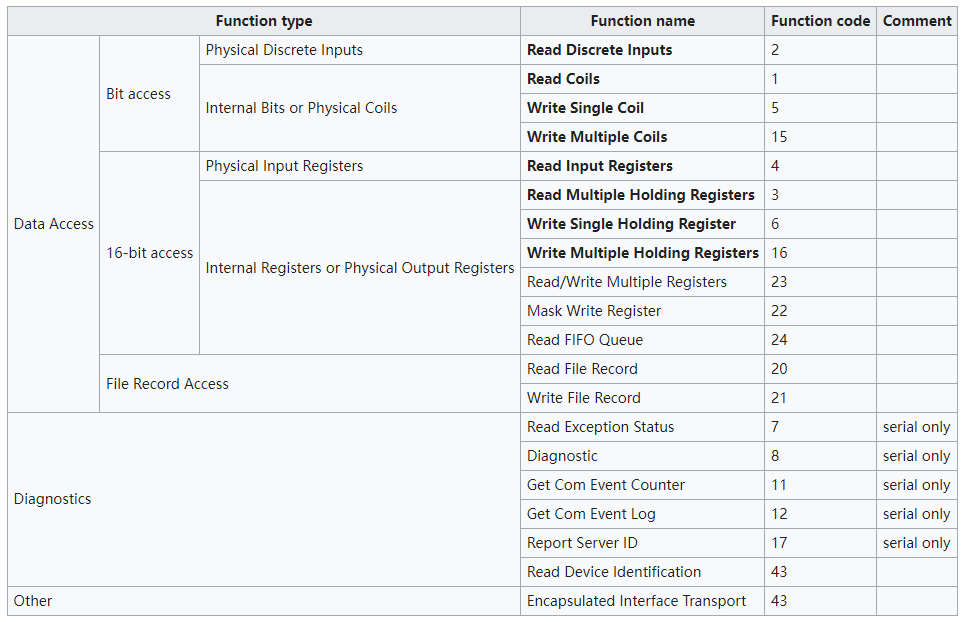 Function type Function name Function code Comment
Data Access Bit access Physical Discrete Inputs Read Discrete Inputs 2
Internal Bits or Physical Coils Read Coils 1
Write Single Coil 5
Write Multiple Coils 15
16-bit access Physical Input Registers Read Input Registers 4
Internal Registers or Physical Output Registers Read Multiple Holding Registers 3
Write Single Holding Register 6
Write Multiple Holding Registers 16
Read/Write Multiple Registers 23
Mask Write Register 22
Read FIFO Queue 24
File Record Access Read File Record 20
Write File Record 21
Diagnostics Read Exception Status 7 serial only
Diagnostic 8 serial only
Get Com Event Counter 11 serial only
Get Com Event Log 12 serial only
Report Server ID 17 serial only
Read Device Identification 43
Other Encapsulated Interface Transport 43